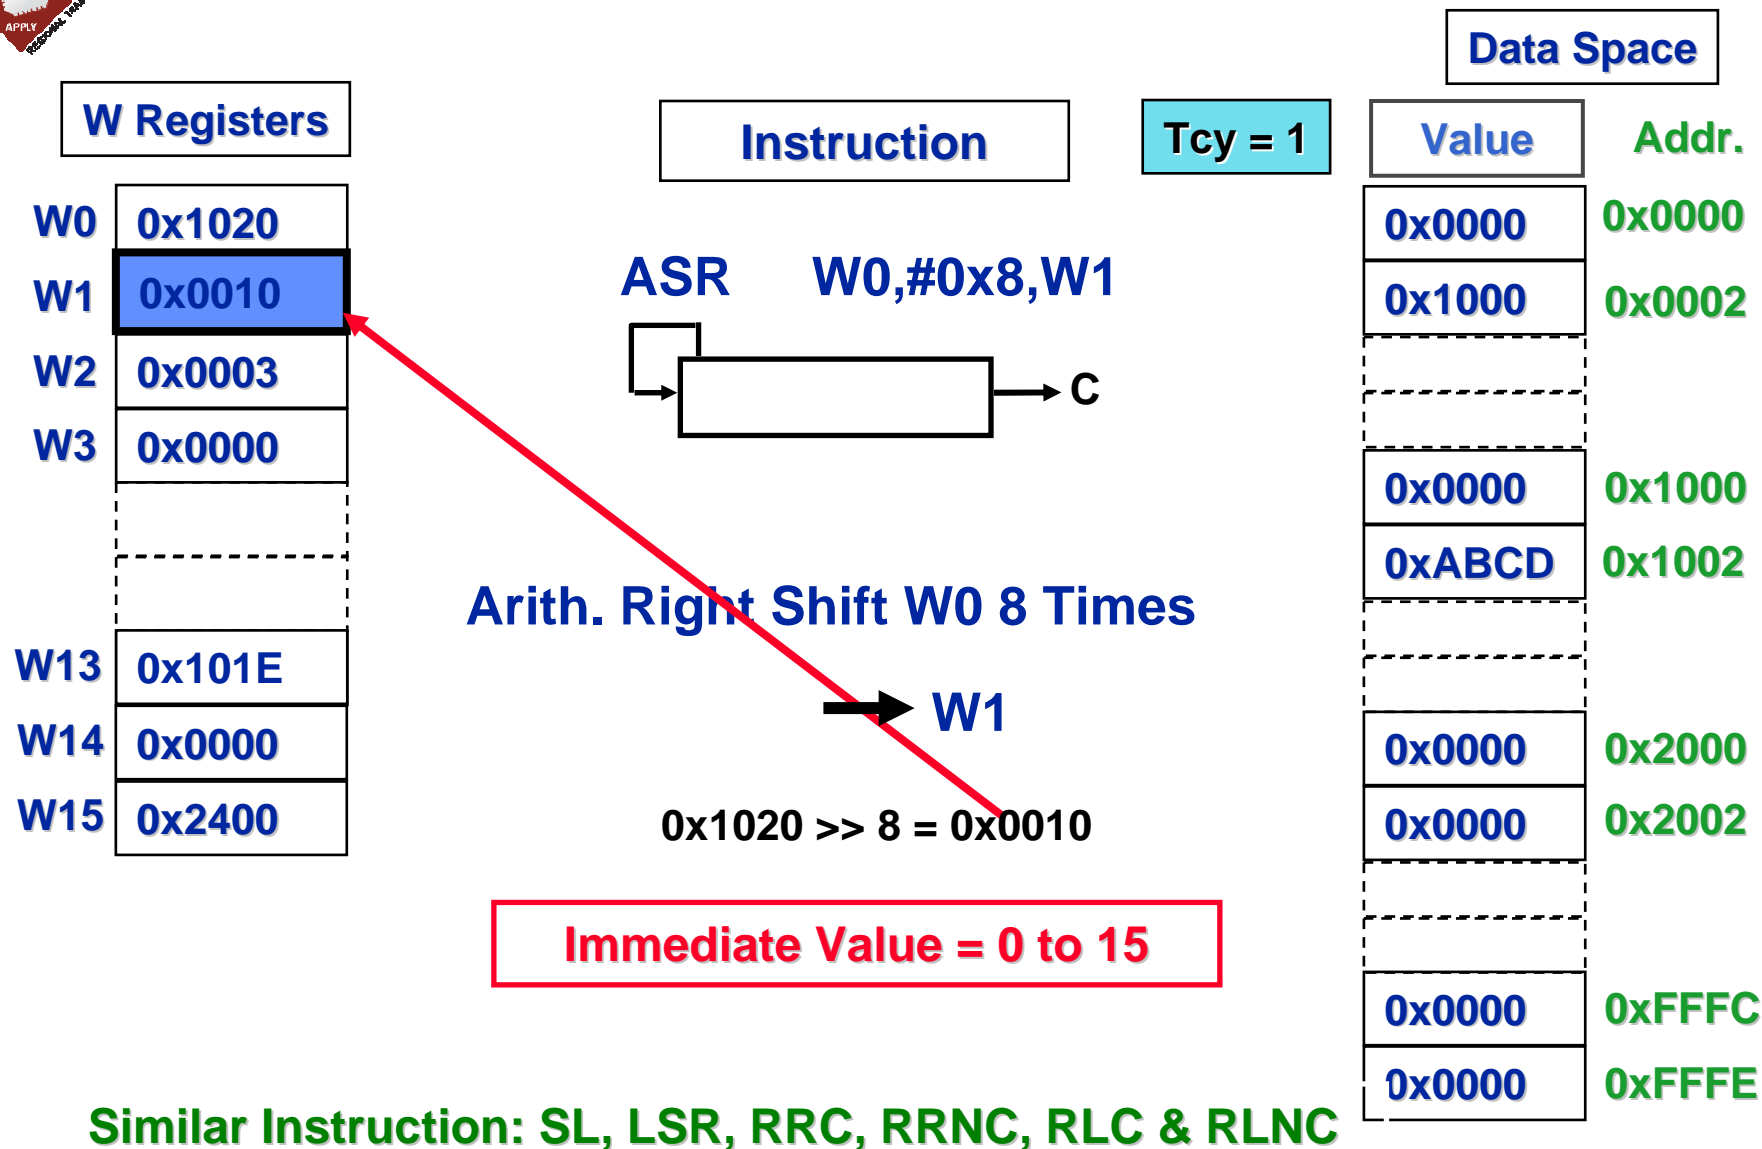 APPLY
REGIONAL TRA
Data Space
W Registers
Instruction
Tcy = 1
Value
Addr.
W0
0x1020
W1
0x0010
W2
0x0003
W3
0x0000
W13
0x101E
W14
0x0000
W15
0x2400
ASR W0,#0x8,W1
C
Arith. Right Shift W0 8 Times
W1
0x1020 >> 8 = 0x0010
Immediate Value = 0 to 15
0x0000 0x0000
0x1000 0x0002
0x0000 0x1000
0xABCD 0x1002
0x0000 0x2000
0x0000 0x2002
0x0000 0xFFFC
0x0000 0xFFFE
Similar Instruction: SL, LSR, RRC, RRNC, RLC & RLNC